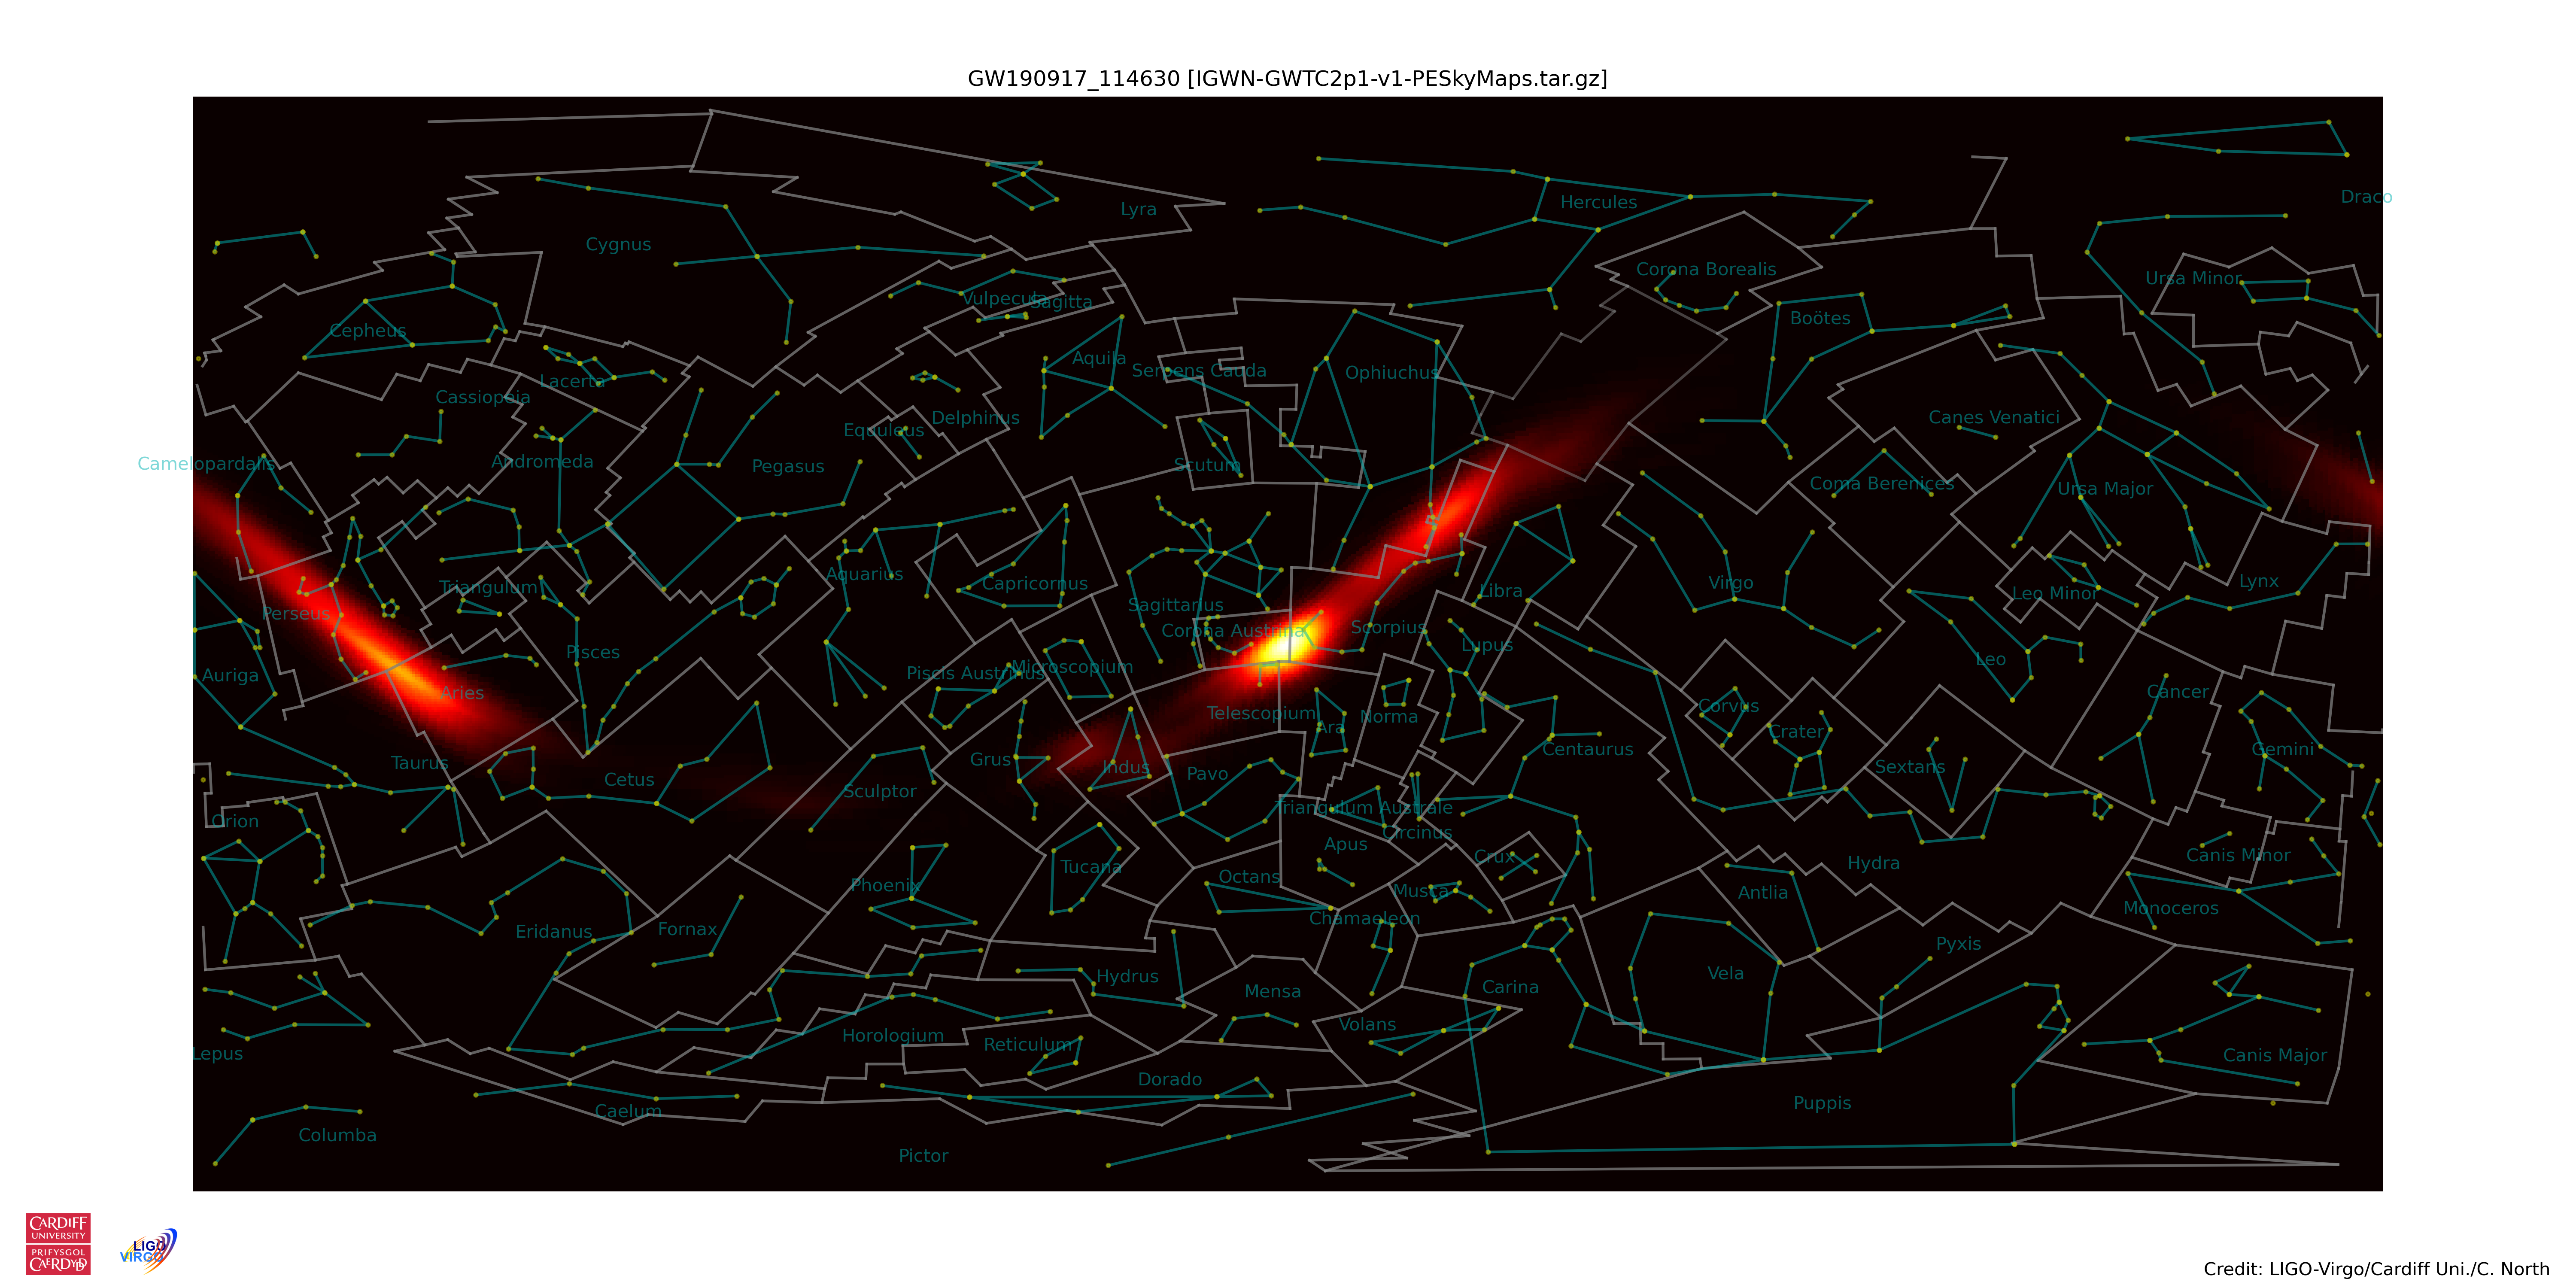 GW190917_114630 [IGWN-GWTC2p1-v1-PESkyMaps.tar.gz]
Draco
Hercules
Lyra
Cygnus
Corona Borealis
Ursa Minor
Vulpecula
Sagitta
Boötes
Cepheus
Aquila
Serpens Cauda
Ophiuchus
Lacerta
Cassiopeia
Delphinus
Canes Venatici
Equuleus
Camelopardalis
Andromeda
Pegasus
Scutum
Coma Berenices
Ursa Major
Aquarius
Capricornus
Virgo
Lynx
Triangulum
Libra
Leo Minor
Sagittarius
Perseus
Corona Austrina
Scorpius
Lupus
Pisces
Leo
Microscopium
Piscis Austrinus
Auriga
Aries
Cancer
Corvus
Telescopium
Norma
Ara
Crater
Centaurus
Gemini
Grus
Taurus
Indus
Pavo
Sextans
Cetus
Sculptor
Triangulum Australe
Orion
Circinus
Apus
Crux
Canis Minor
Hydra
Tucana
Octans
Phoenix
Musca
Antlia
Monoceros
Chamaeleon
Eridanus
Fornax
Pyxis
Vela
Hydrus
Carina
Mensa
Volans
Horologium
Reticulum
Lepus
Canis Major
Dorado
Puppis
Caelum
Columba
Pictor
CARDIFF
UNIVERSITY
PRIFYSGOL
CAERDYDD
LIGO
VIRGO
Credit: LIGO-Virgo/Cardiff Uni./C. North